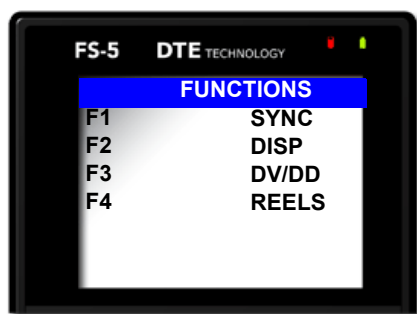 FS-5 DTE TECHNOLOGY
FUNCTIONS
F1 SYNC
F2 DISP
F3 DV/DD
F4 REELS